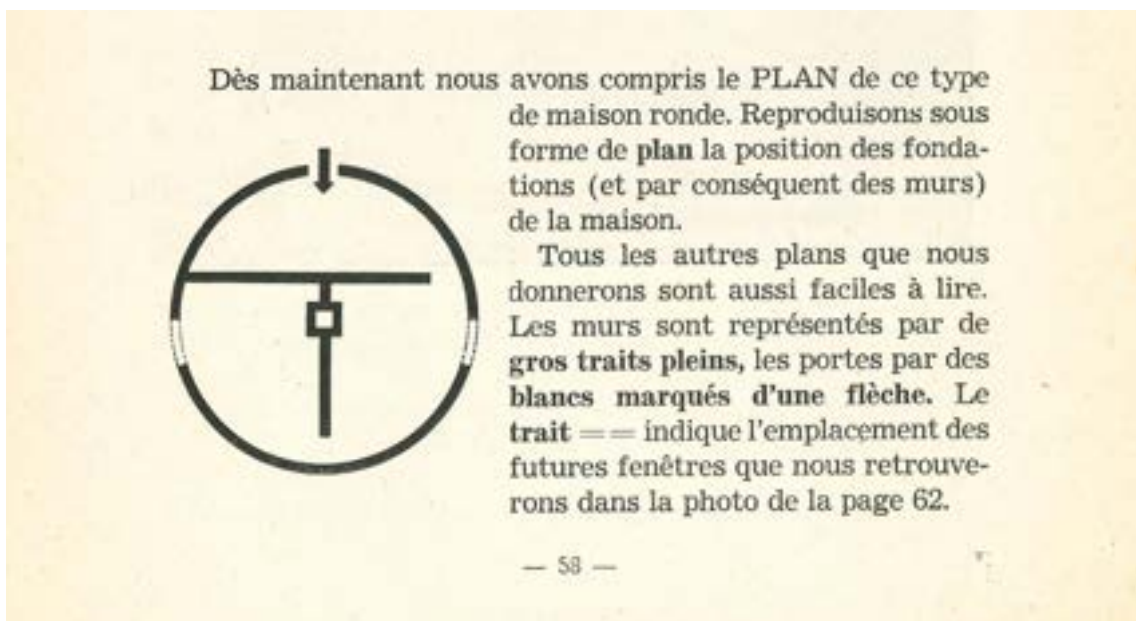 Dès maintenant nous avons compris le PLAN de ce type
de maison ronde. Reproduisons sous
forme de plan la position des fonda-
tions (et par conséquent des murs)
de la maison.
Tous les autres plans que nous
donnerons sont aussi faciles à lire.
Les murs sont représentés par de
gros traits pleins, les portes par des
blancs marqués d'une flèche. Le
trait == indique l'emplacement des
futures fenêtres que nous retrouve-
rons dans la photo de la page 62.
— 58 —